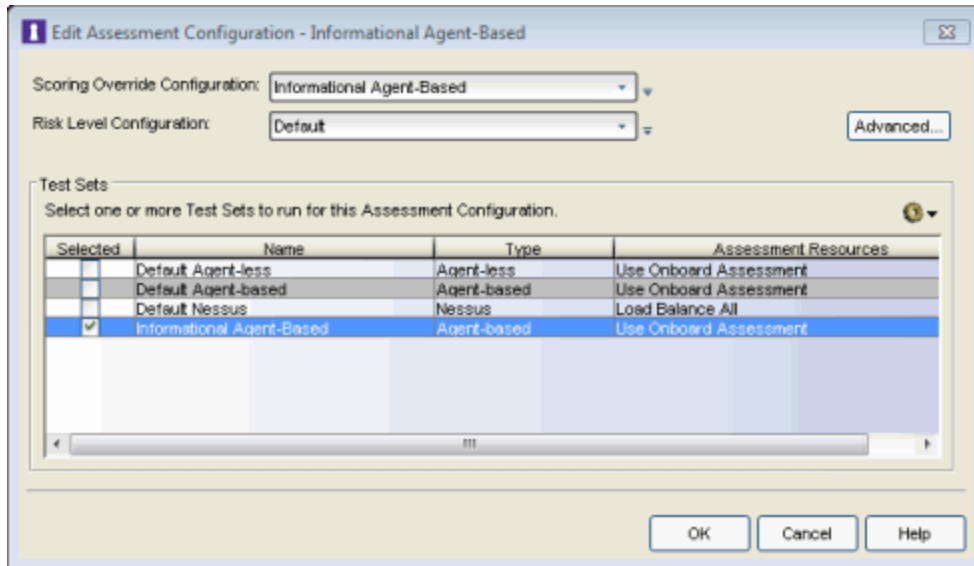 Edit Assessment Configuration - Informational Agent-Based
Scoring Override Configuration: Informational Agent-Based
Risk Level Configuration: Default Advanced...
Test Sets
Select one or more Test Sets to run for this Assessment Configuration.
Selected Name Type Assessment Resources
Default Agent-less Agent-less Use Onboard Assessment
Default Agent-based Agent-based Use Onboard Assessment
Default Nessus Nessus Load Balance All
Informational Agent-Based Agent-based Use Onboard Assessment
OK Cancel Help